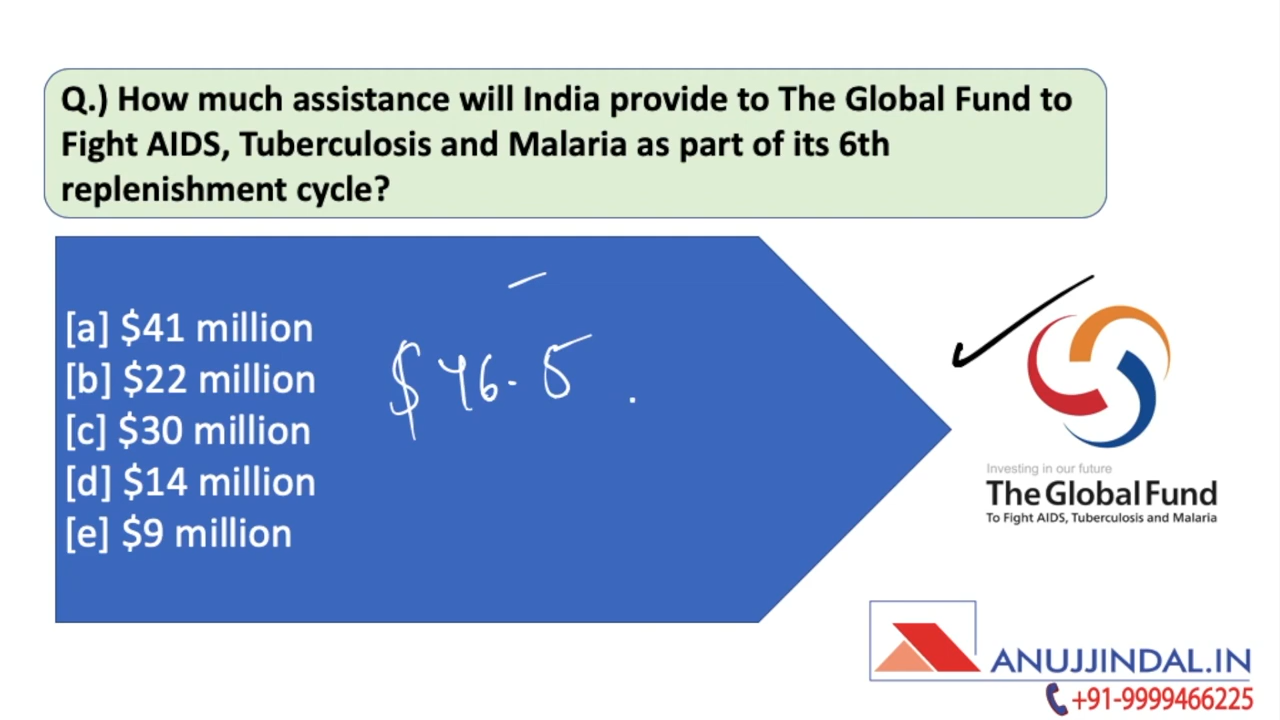 Q.) How much assistance will India provide to The Global Fund to
Fight AIDS, Tuberculosis and Malaria as part of its 6th
replenishment cycle?
[a] $41 million
[b] $22 million
[c] $30 million
[d] $14 million
[e] $9 million
$46.5
Investing in our future
The Global Fund
To Fight AIDS, Tuberculosis and Malaria
ANUJJINDAL.IN
+91-9999466225